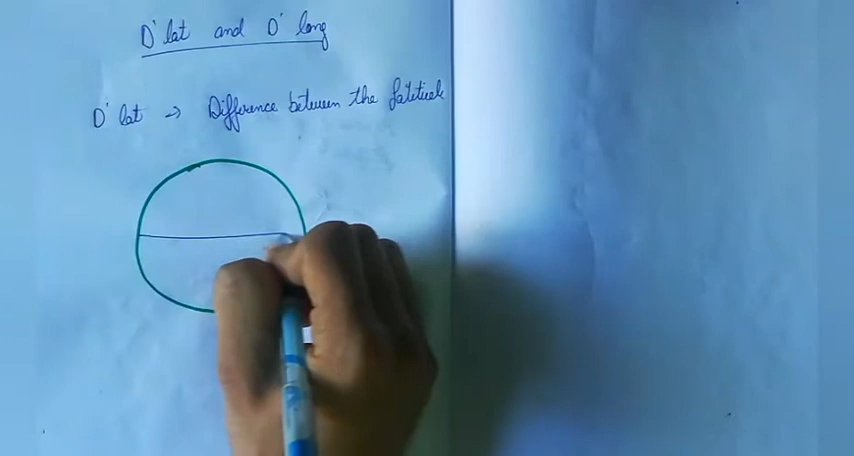 D'lat and D'long
D'lat => Difference between the latitude